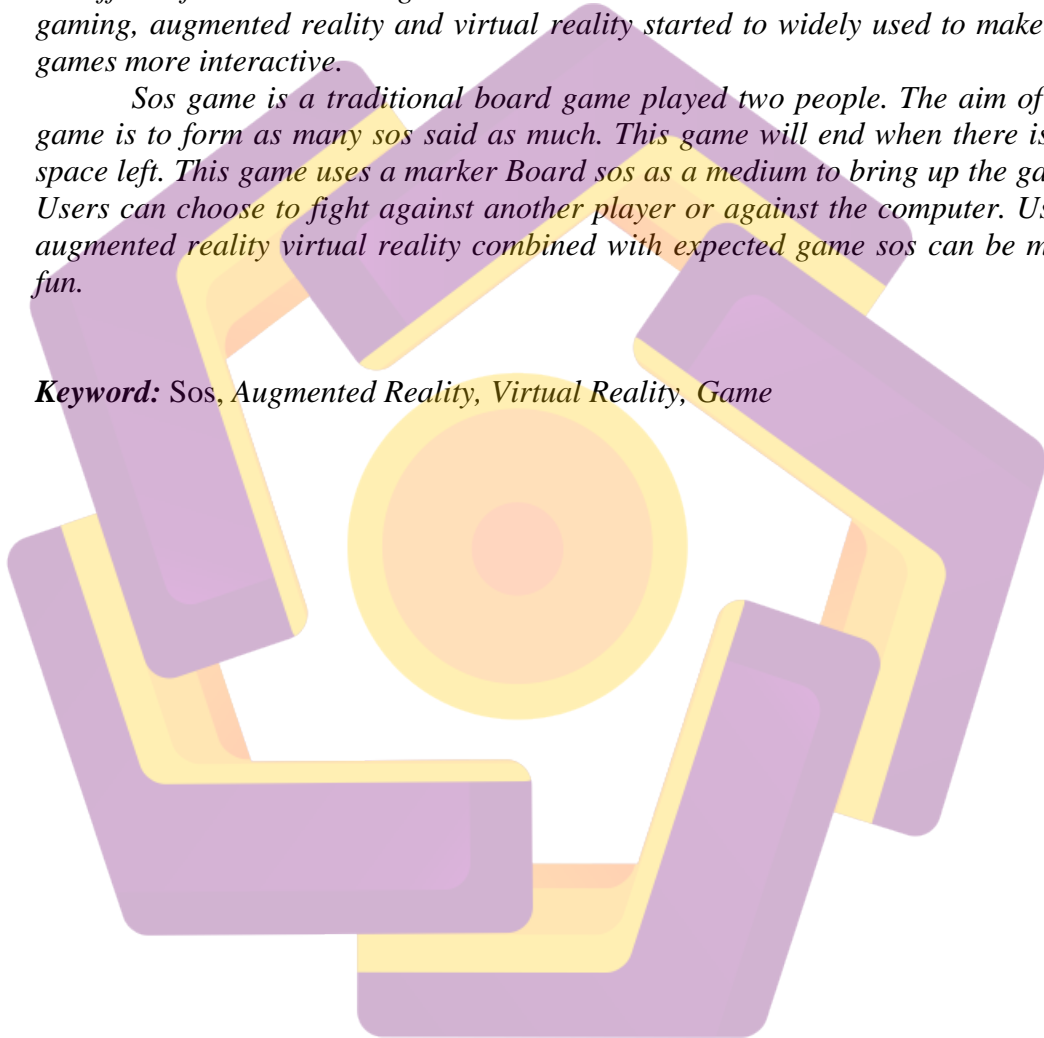 gaming, augmented reality and virtual reality started to widely used to make
games more interactive.
Sos game is a traditional board game played two people. The aim of
game is to form as many sos said as much. This game will end when there is
space left. This game uses a marker Board sos as a medium to bring up the
Users can choose to fight against another player or against the computer.
augmented reality virtual reality combined with expected game sos can be
fun.
Keyword: Sos, Augmented Reality, Virtual Reality, Game